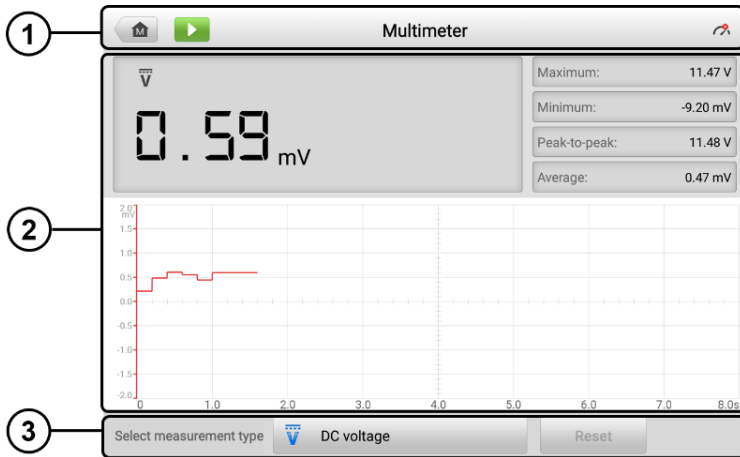 1
M
Multimeter
2
V
0.59 mV
Maximum: 11.47 V
Minimum: -9.20 mV
Peak-to-peak: 11.48 V
Average: 0.47 mV
2.0
mV
1.5
1.0
0.5
0.0
-0.5
-1.0
-1.5
-2.0
0 1.0 2.0 3.0 4.0 5.0 6.0 7.0 8.0s
3
Select measurement type V DC voltage Reset